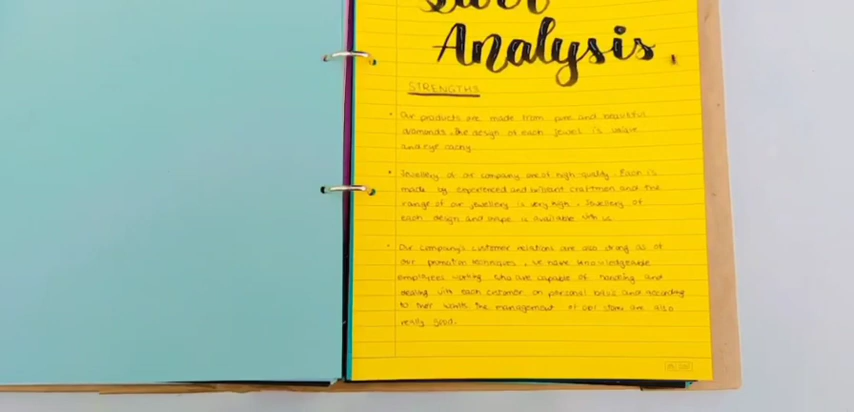 Analysis.
STRENGTHS
Our products are made from pure and beautiful
diamonds. The design of each jewell is unique
and eye cachy.
Jewellery of our company are of high quality. Each is
made by experienced and brilliant craftmen and the
range of our jewellery is very high. Jewellery of
each design and shape is available with us.
Our company's customer relations are also strong as of
our promotion techniques. We have knowledgeable
employees working who are capable of handling and
dealing with each customer on personal basis and according
to their wants. The management of our store are also
really good.